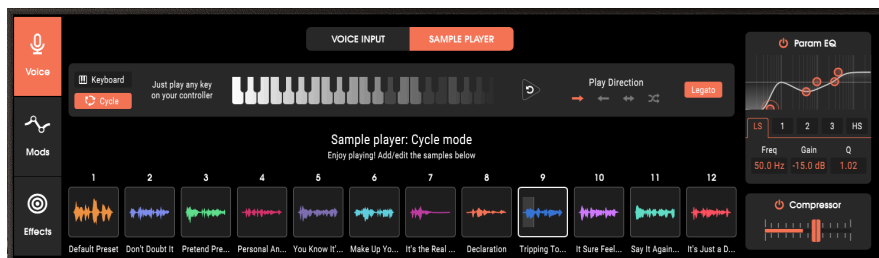 VOICE INPUT
SAMPLE PLAYER
Voice
Mods
Effects
Keyboard
Cycle
Just play any key
on your controller
Play Direction
Legato
Sample player: Cycle mode
Enjoy playing! Add/edit the samples below
1 2 3 4 5 6 7 8 9 10 11 12
Default Preset Don't Doubt It Pretend Pre... Personal An... You Know It'... Make Up Yo... It's the Real ... Declaration Tripping To... It Sure Feel... Say It Again... It's Just a D...
Param EQ
LS 1 2 3 HS
Freq Gain Q
50.0 Hz -15.0 dB 1.02
Compressor